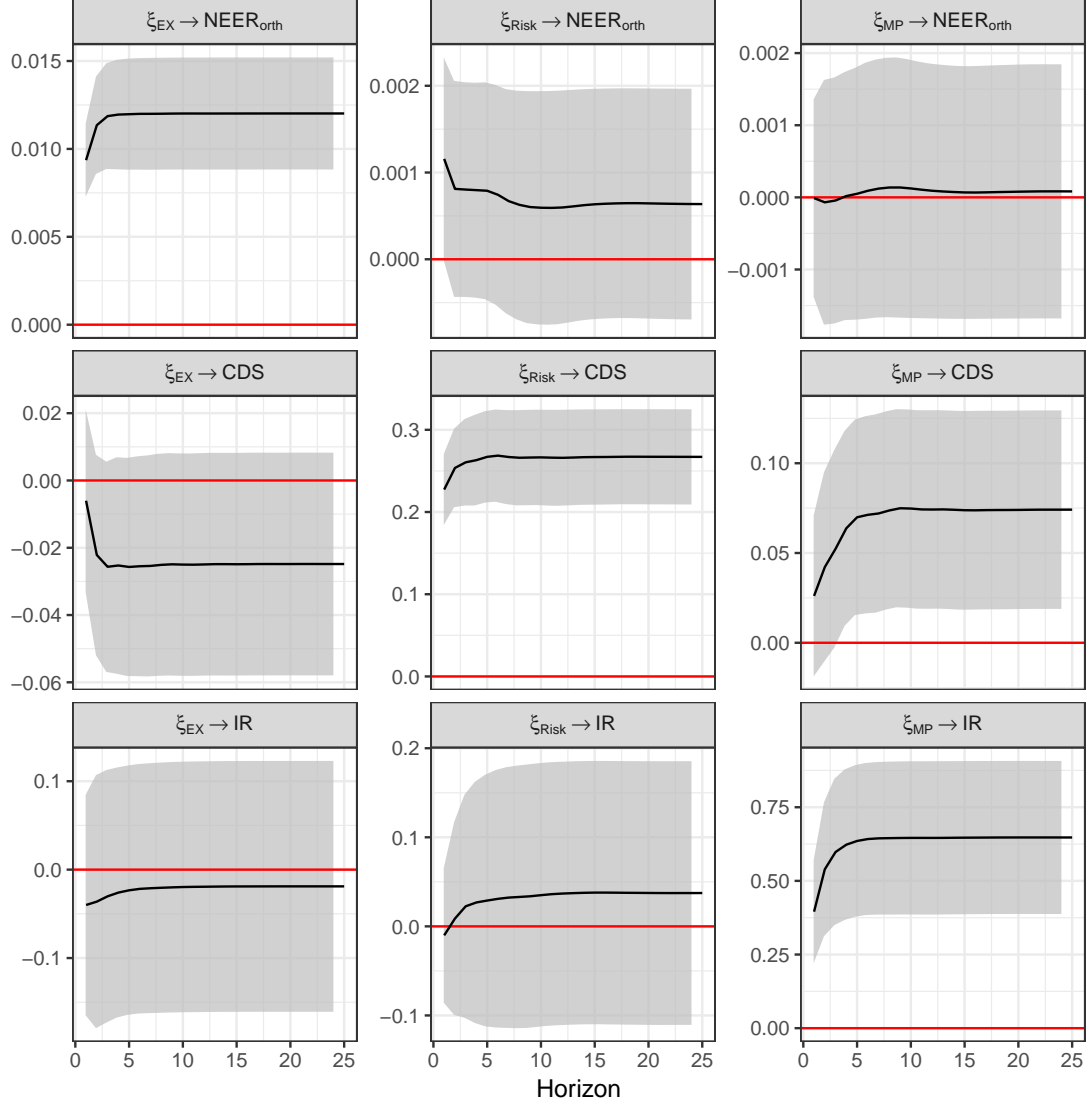 ξEX → NEERorth
ξRisk → NEERorth
ξMP → NEERorth
0.015
0.010
0.005
0.000
0.002
0.001
0.000
0.002
0.001
0.000
−0.001
ξEX → CDS
ξRisk → CDS
ξMP → CDS
0.02
0.00
−0.02
−0.04
−0.06
0.3
0.2
0.1
0.0
0.10
0.05
0.00
ξEX → IR
ξRisk → IR
ξMP → IR
0.1
0.0
−0.1
0.2
0.1
0.0
−0.1
0.75
0.50
0.25
0.00
0 5 10 15 20 25
0 5 10 15 20 25
0 5 10 15 20 25
Horizon